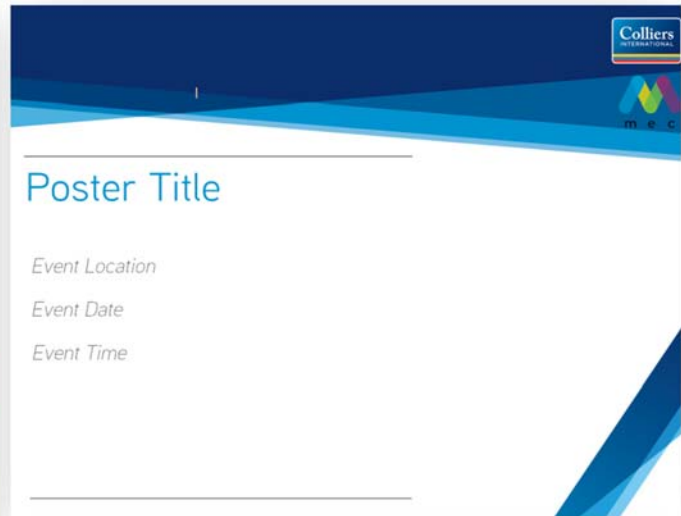 Colliers
INTERNATIONAL
m e c
Poster Title
Event Location
Event Date
Event Time